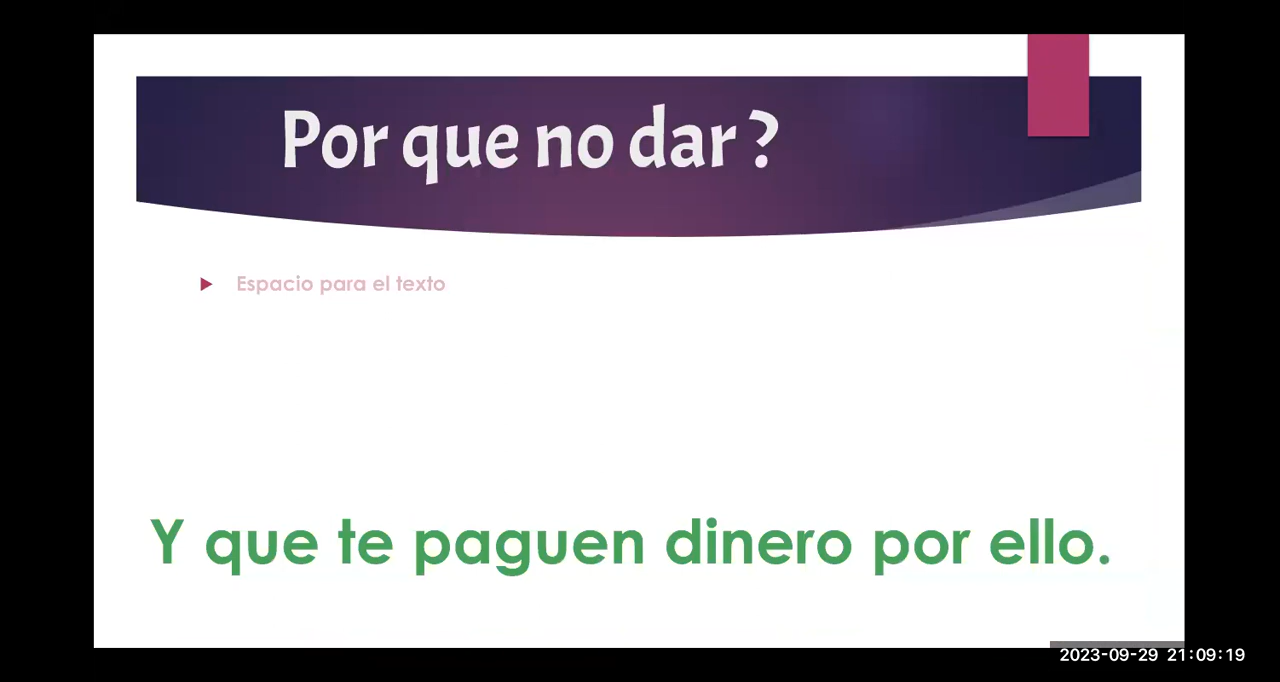 Por que no dar ?
Espacio para el texto
Y que te paguen dinero por ello.
2023-09-29 21:09:19